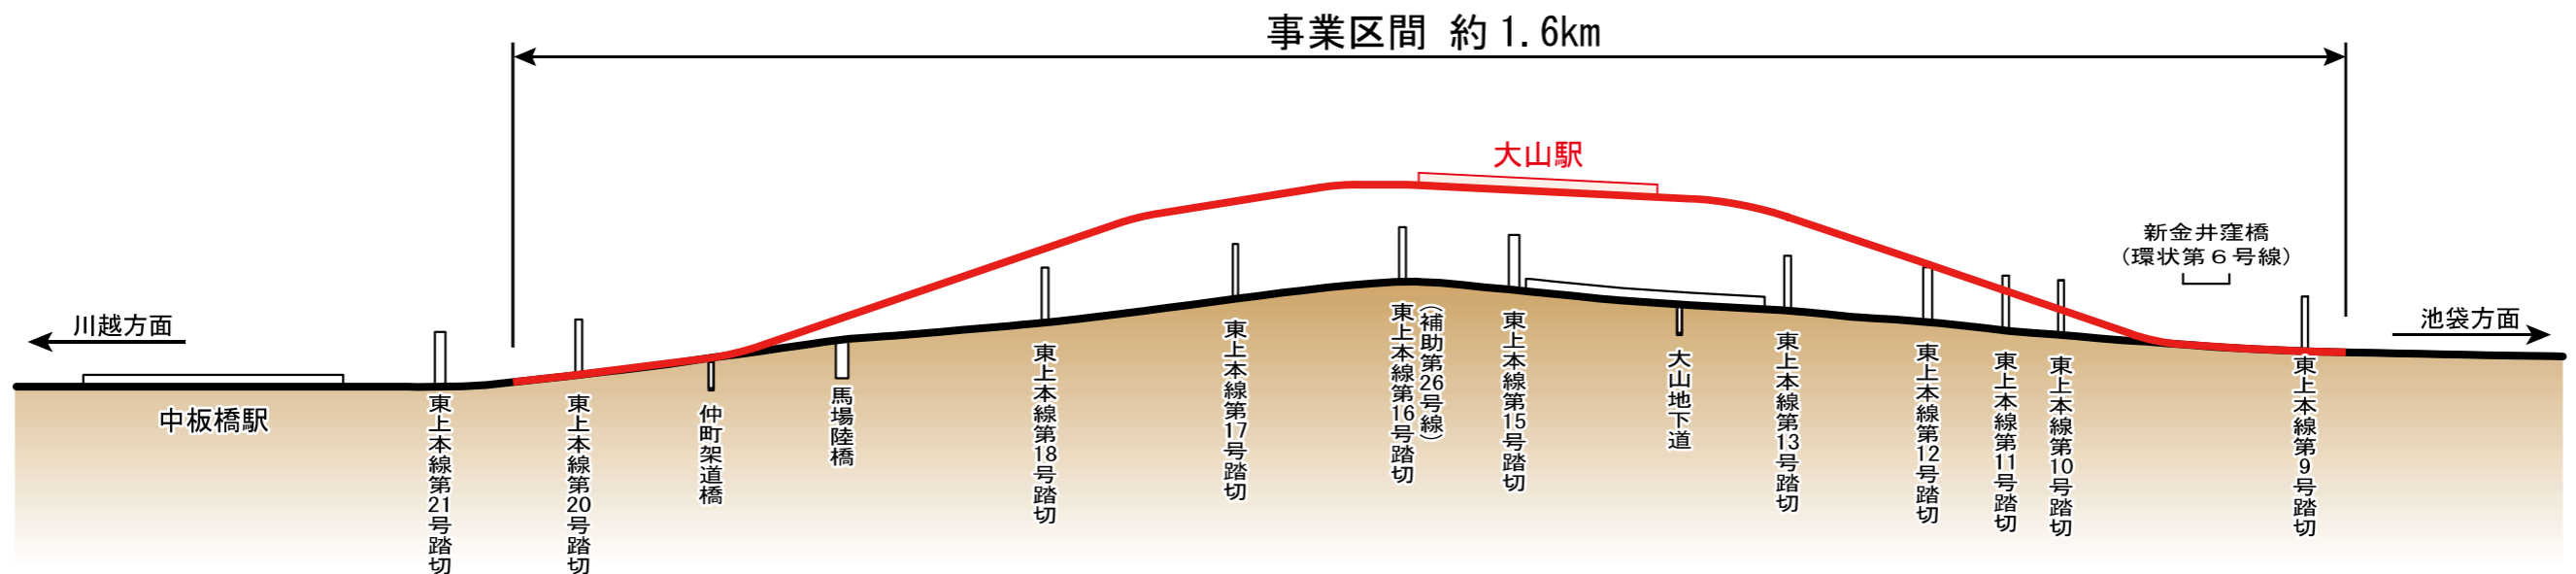 事業区間 約1.6km
大山駅
新金井窪橋
(環状第6号線)
川越方面
池袋方面
中板橋駅
東上本線第21号踏切
東上本線第20号踏切
仲町架道橋
馬場陸橋
東上本線第18号踏切
東上本線第17号踏切
東上本線第16号踏切
(補助第26号線)
東上本線第15号踏切
大山地下道
東上本線第13号踏切
東上本線第12号踏切
東上本線第11号踏切
東上本線第10号踏切
東上本線第9号踏切